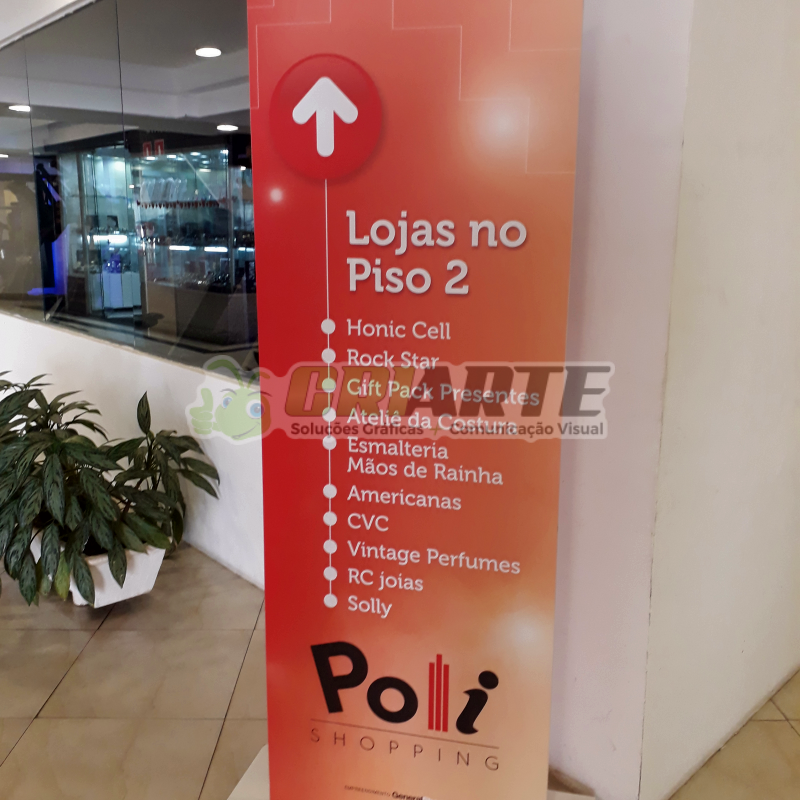 Lojas no
Piso 2
Honic Cell
Rock Star
Gift Pack Presentes
Ateliê da Costura
Esmalteria
Mãos de Rainha
Americanas
CVC
Vintage Perfumes
RC joias
Solly
Polli
SHOPPING
General
CRIARTE
Soluções Gráficas e Comunicação Visual